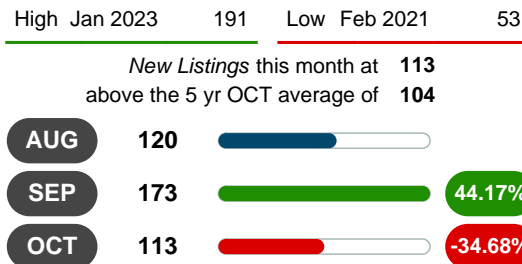 High Jan 2023 191 Low Feb 2021 53
New Listings this month at 113
above the 5 yr OCT average of 104
AUG 120
SEP 173 44.17%
OCT 113 -34.68%